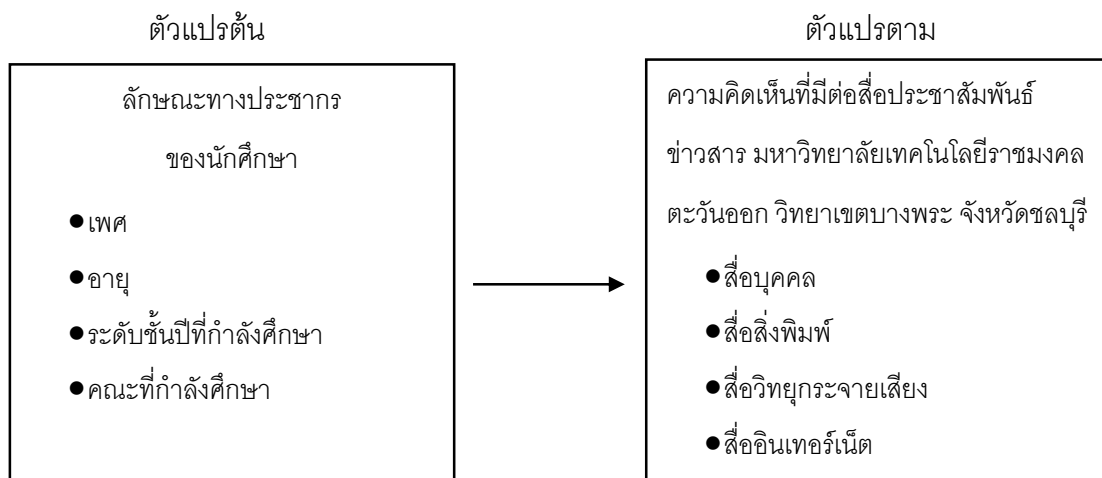 ตัวแปรต้น
ลักษณะทางประชากร
ของนักศึกษา
●เพศ
●อายุ
●ระดับชั้นปีที่กำลังศึกษา
●คณะที่กำลังศึกษา
ตัวแปรตาม
ความคิดเห็นที่มีต่อสื่อประชาสัมพันธ์
ข่าวสาร มหาวิทยาลัยเทคโนโลยีราชมงคล
ตะวันออก วิทยาเขตบางพระ จังหวัดชลบุรี
●สื่อบุคคล
●สื่อสิ่งพิมพ์
●สื่อวิทยุกระจายเสียง
●สื่ออินเทอร์เน็ต